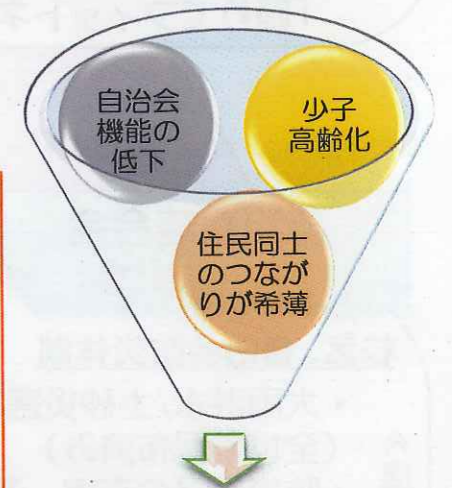 自治会
機能の
低下
少子
高齢化
住民同士
のつなが
りが希薄